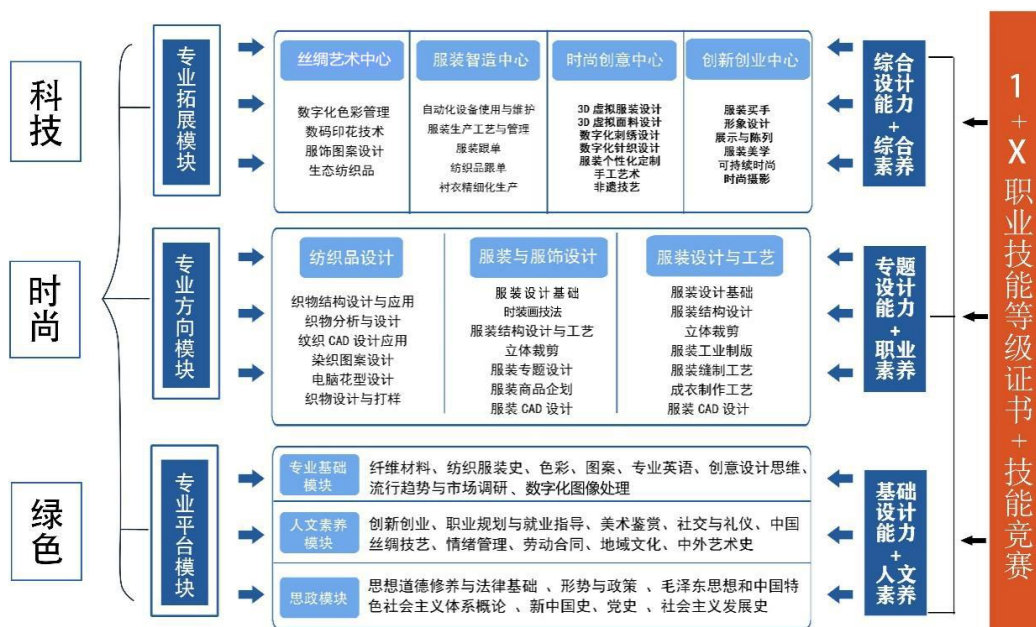 科技
时尚
绿色
专业拓展模块
丝绸艺术中心
数字化色彩管理
数码印花技术
服饰图案设计
生态纺织品
服装智造中心
自动化设备使用与维护
服装生产工艺与管理
服装跟单
纺织品跟单
衬衣精细化生产
时尚创意中心
3D虚拟服装设计
3D虚拟面料设计
数字化刺绣设计
数字化针织设计
服装个性化定制
手工艺术
非遗技艺
创新创业中心
服装买手
形象设计
展示与陈列
服装美学
可持续时尚
时尚摄影
综合
设计
能力
+
综合
素养
专业方向模块
纺织品设计
织物结构设计与应用
织物分析与设计
纹织CAD设计应用
染织图案设计
电脑花型设计
织物设计与打样
服装与服饰设计
服装设计基础
时装画技法
服装结构设计与工艺
立体裁剪
服装专题设计
服装商品企划
服装CAD设计
服装设计与工艺
服装设计基础
服装结构设计
立体裁剪
服装工业制版
服装缝制工艺
成衣制作工艺
服装CAD设计
专题
设计
能力
+
职业
素养
专业平台模块
专业基础
模块
纤维材料、纺织服装史、色彩、图案、专业英语、创意设计思维、
流行趋势与市场调研、数字化图像处理
人文素养
模块
创新创业、职业规划与就业指导、美术鉴赏、社交与礼仪、中国
丝绸技艺、情绪管理、劳动合同、地域文化、中外艺术史
思政模块
思想道德修养与法律基础 、形势与政策 、毛泽东思想和中国特
色社会主义体系概论 、新中国史、党史 、社会主义发展史
基础
设计
能力
+
人文
素养
1+X职业技能等级证书+技能竞赛